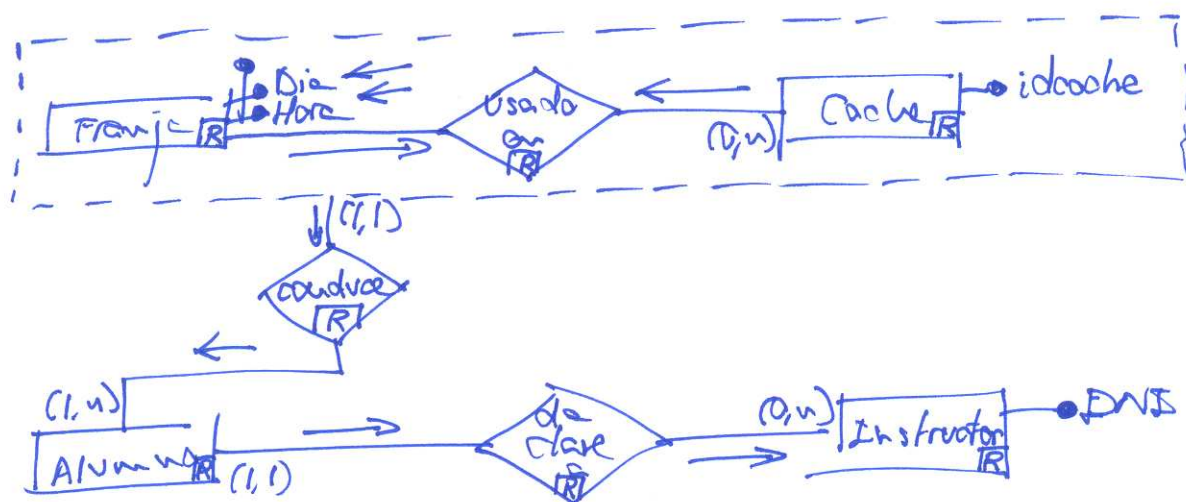 Dia
Hora
Franja
R
usado
en
R
(0,n)
Coche
R
idcoche
(1,1)
conduce
R
(1,n)
Alumno
R
(1,1)
da
clase
a
R
(0,n)
Instructor
R
DNI